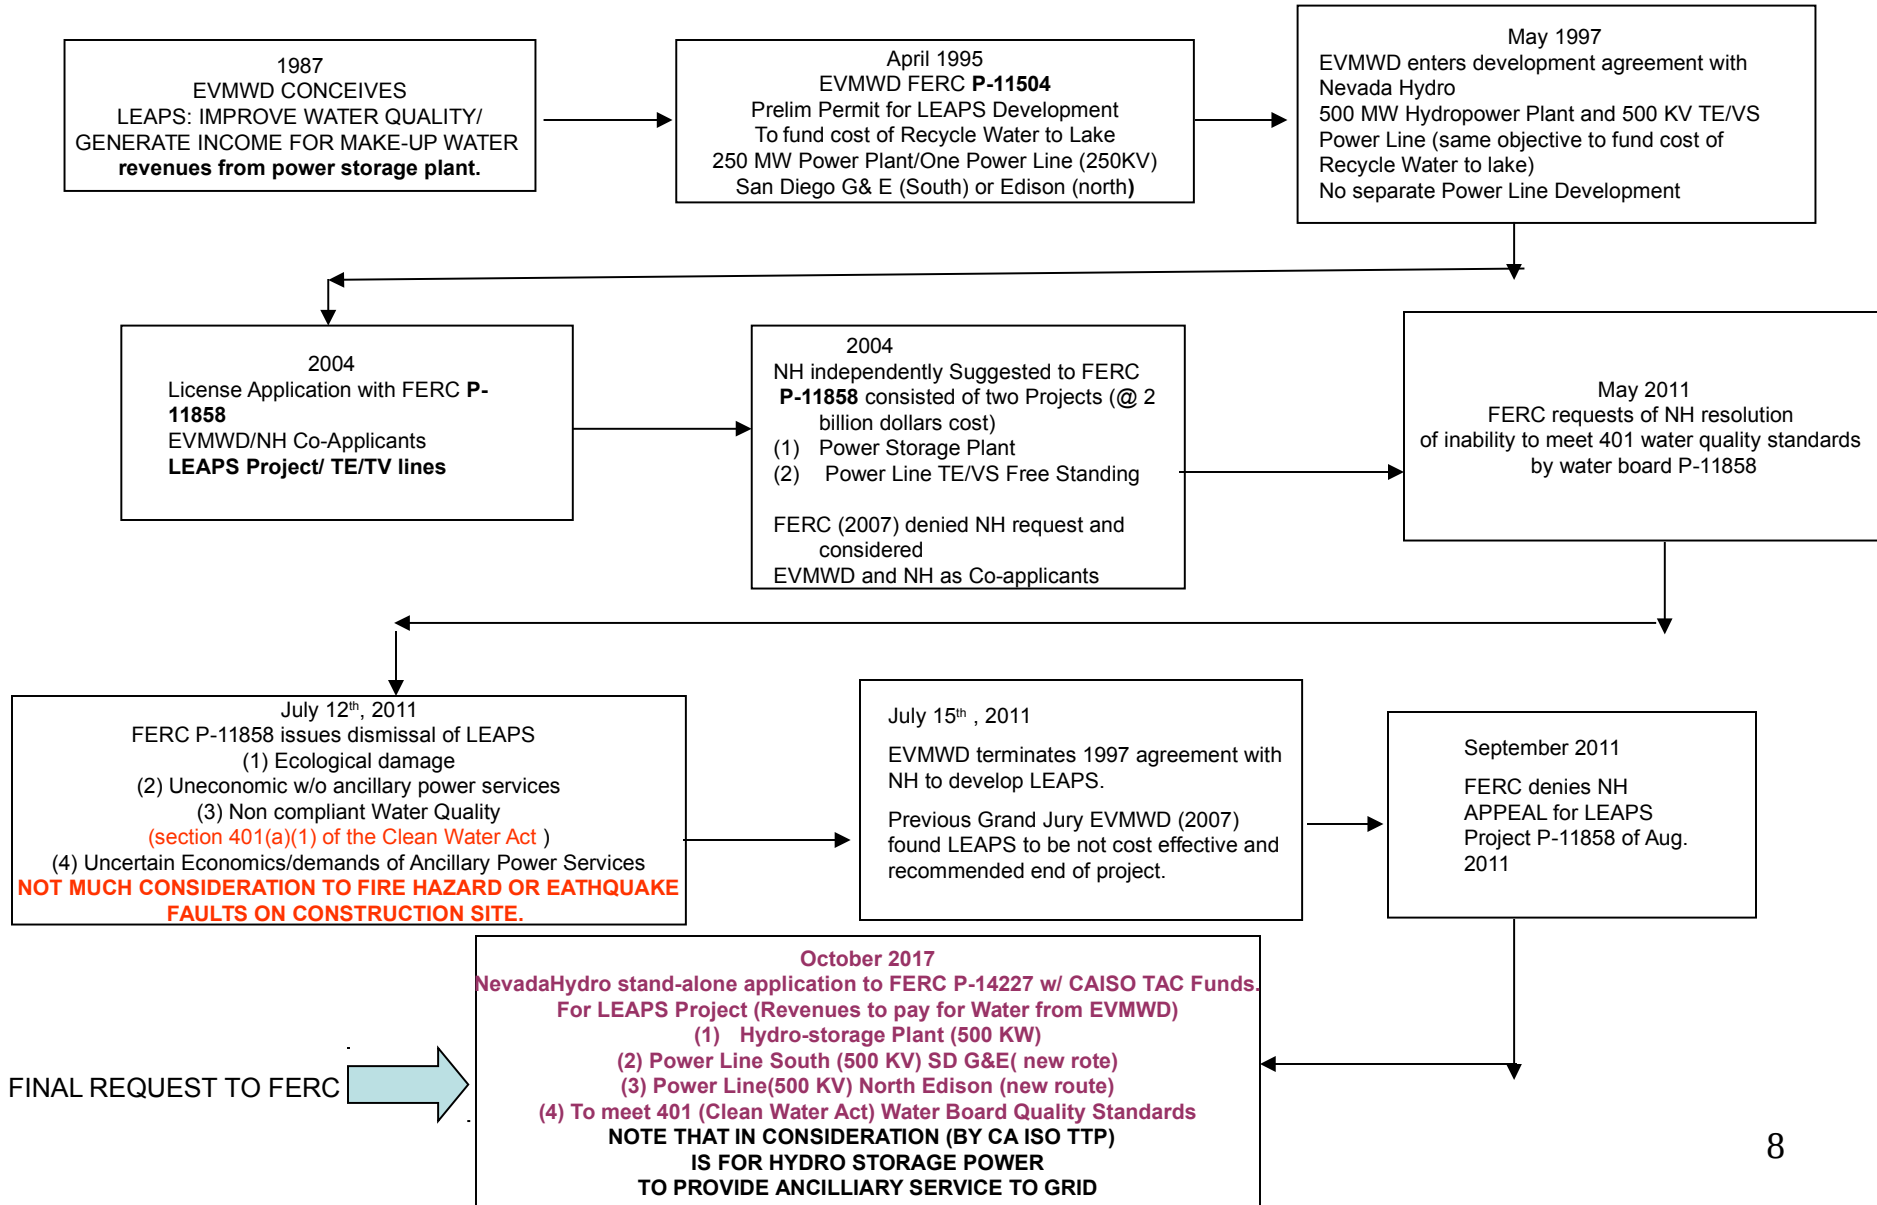 1987
EVMWD CONCEIVES
LEAPS: IMPROVE WATER QUALITY/
GENERATE INCOME FOR MAKE-UP WATER
revenues from power storage plant.
April 1995
EVMWD FERC P-11504
Prelim Permit for LEAPS Development
To fund cost of Recycle Water to Lake
250 MW Power Plant/One Power Line (250KV)
San Diego G& E (South) or Edison (north)
May 1997
EVMWD enters development agreement with
Nevada Hydro
500 MW Hydropower Plant and 500 KV TE/VS
Power Line (same objective to fund cost of
Recycle Water to lake)
No separate Power Line Development
2004
License Application with FERC P-
11858
EVMWD/NH Co-Applicants
LEAPS Project/ TE/TV lines
2004
NH independently Suggested to FERC
P-11858 consisted of two Projects (@ 2
billion dollars cost)
(1) Power Storage Plant
(2) Power Line TE/VS Free Standing
FERC (2007) denied NH request and
considered
EVMWD and NH as Co-applicants
May 2011
FERC requests of NH resolution
of inability to meet 401 water quality standards
by water board P-11858
July 12th, 2011
FERC P-11858 issues dismissal of LEAPS
(1) Ecological damage
(2) Uneconomic w/o ancillary power services
(3) Non compliant Water Quality
(section 401(a)(1) of the Clean Water Act )
(4) Uncertain Economics/demands of Ancillary Power Services
NOT MUCH CONSIDERATION TO FIRE HAZARD OR EATHQUAKE
FAULTS ON CONSTRUCTION SITE.
July 15th , 2011
EVMWD terminates 1997 agreement with
NH to develop LEAPS.
Previous Grand Jury EVMWD (2007)
found LEAPS to be not cost effective and
recommended end of project.
September 2011
FERC denies NH
APPEAL for LEAPS
Project P-11858 of Aug.
2011
FINAL REQUEST TO FERC
October 2017
NevadaHydro stand-alone application to FERC P-14227 w/ CAISO TAC Funds.
For LEAPS Project (Revenues to pay for Water from EVMWD)
(1) Hydro-storage Plant (500 KW)
(2) Power Line South (500 KV) SD G&E( new rote)
(3) Power Line(500 KV) North Edison (new route)
(4) To meet 401 (Clean Water Act) Water Board Quality Standards
NOTE THAT IN CONSIDERATION (BY CA ISO TTP)
IS FOR HYDRO STORAGE POWER
TO PROVIDE ANCILLIARY SERVICE TO GRID
8